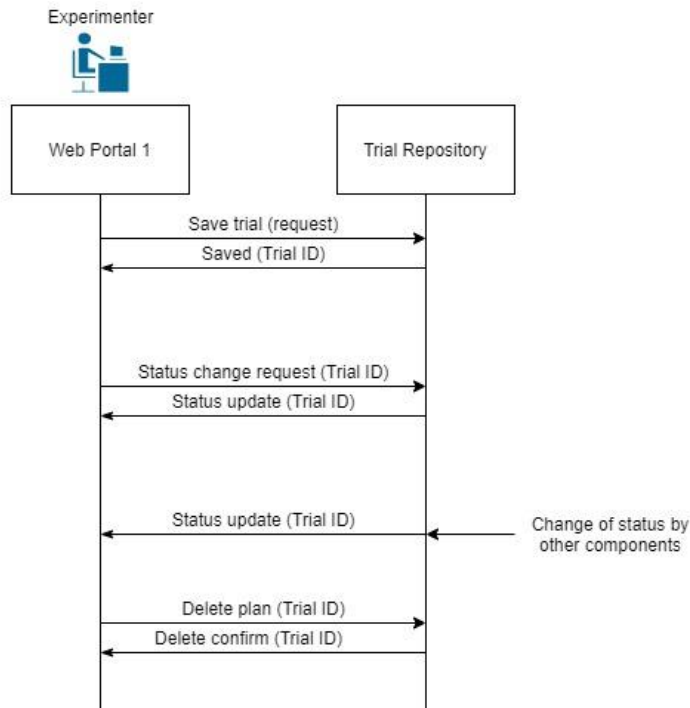 Experimenter
Web Portal 1
Trial Repository
Save trial (request)
Saved (Trial ID)
Status change request (Trial ID)
Status update (Trial ID)
Status update (Trial ID)
Change of status by
other components
Delete plan (Trial ID)
Delete confirm (Trial ID)